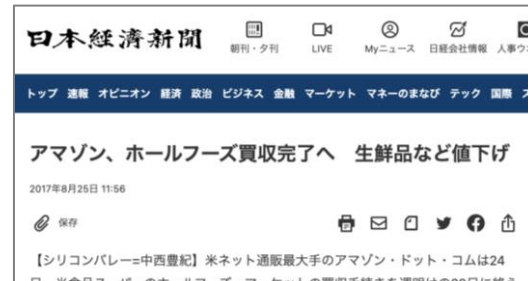 日本経済新聞
朝刊・夕刊
LIVE
Myニュース
日経会社情報
人事ウ
トップ 速報 オピニオン 経済 政治 ビジネス 金融 マーケット マネーのまなび テック 国際
アマゾン、ホールフーズ買収完了へ 生鮮品など値下げ
2017年8月25日 11:56
保存
【シリコンバレー=中西豊紀】米ネット通販最大手のアマゾン・ドット・コムは24